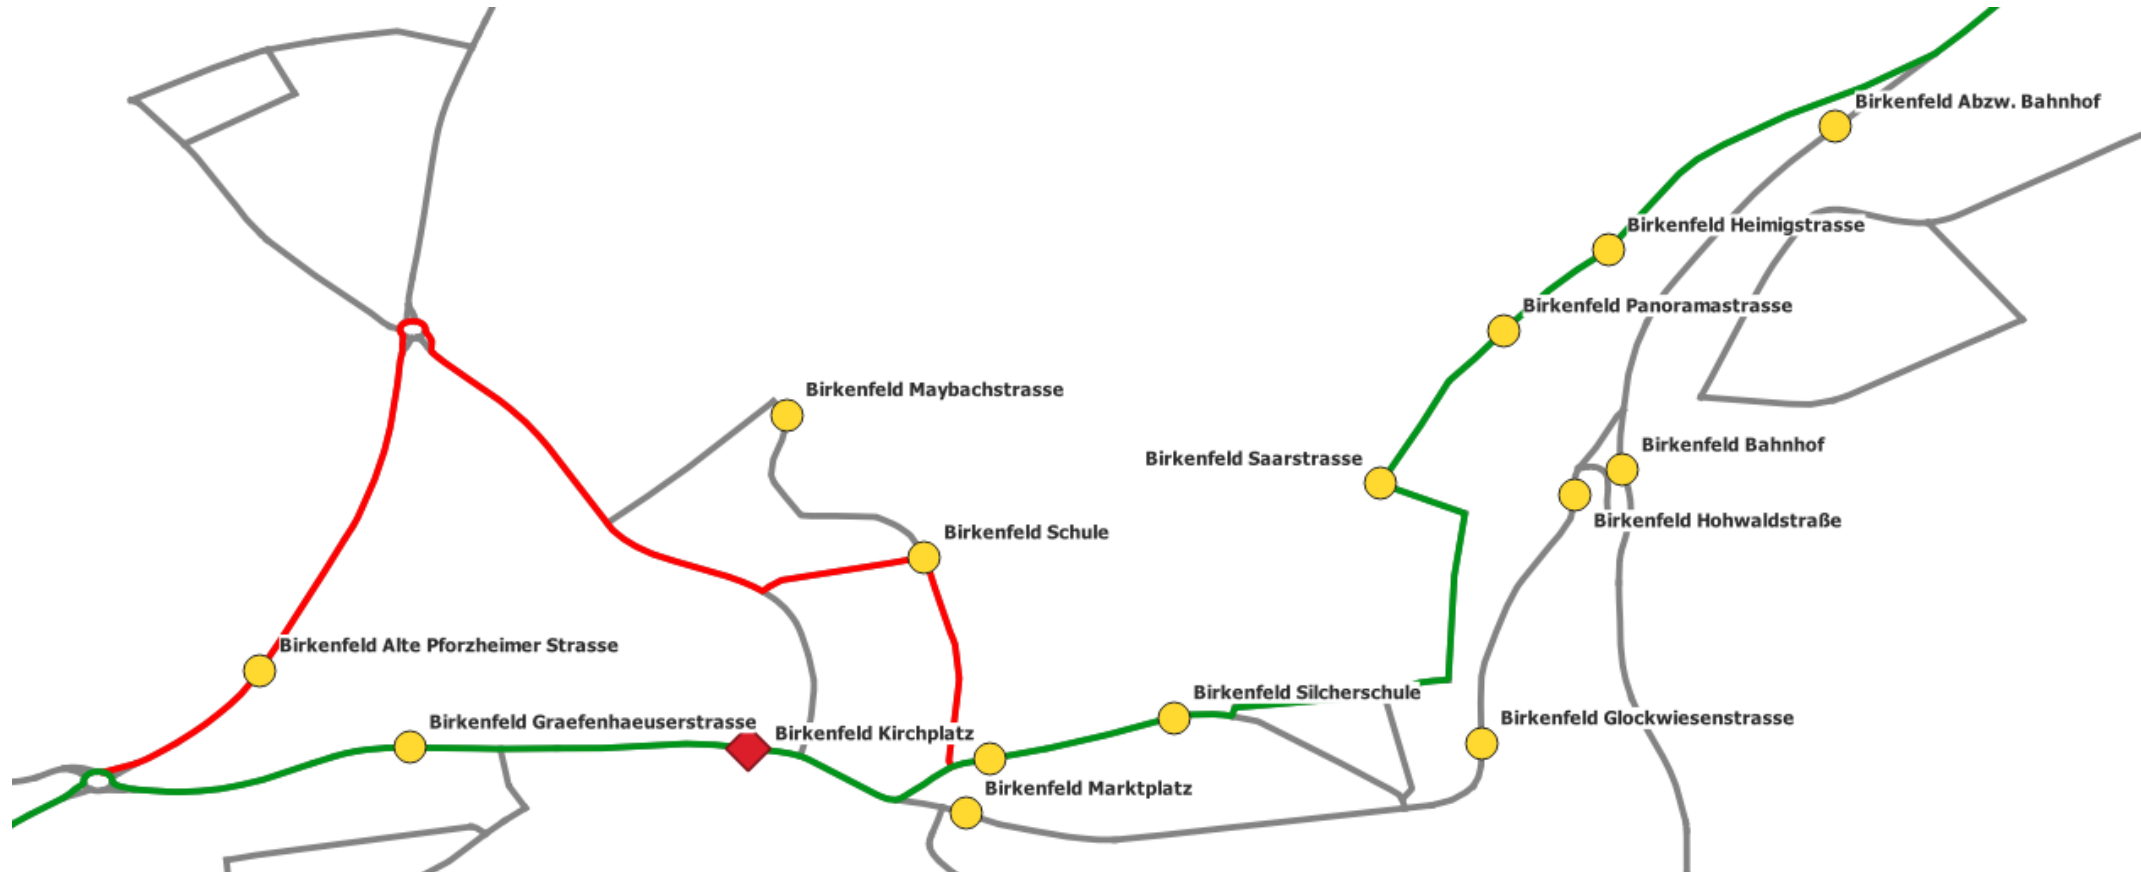 Birkenfeld Abzw. Bahnhof
Birkenfeld Heimigstrasse
Birkenfeld Panoramastrasse
Birkenfeld Maybachstrasse
Birkenfeld Bahnhof
Birkenfeld Saarstrasse
Birkenfeld Hohwaldstraße
Birkenfeld Schule
Birkenfeld Alte Pforzheimer Strasse
Birkenfeld Silcherschule
Birkenfeld Graefenhaeuserstrasse
Birkenfeld Glockwiesenstrasse
Birkenfeld Kirchplatz
Birkenfeld Marktplatz